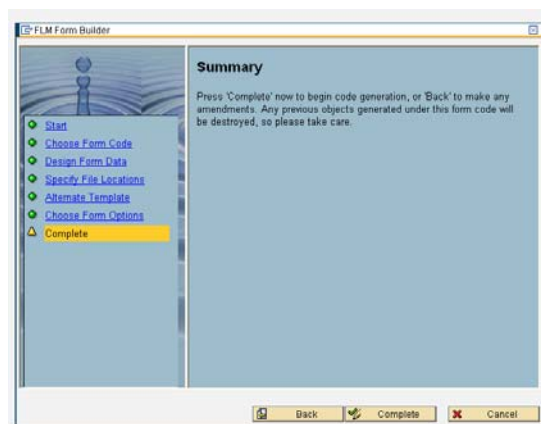 FLM Form Builder
Summary
Press 'Complete' now to begin code generation, or 'Back' to make any
amendments. Any previous objects generated under this form code will
be destroyed, so please take care.
Start
Choose Form Code
Design Form Data
Specify File Locations
Alternate Template
Choose Form Options
Complete
Back
Complete
Cancel